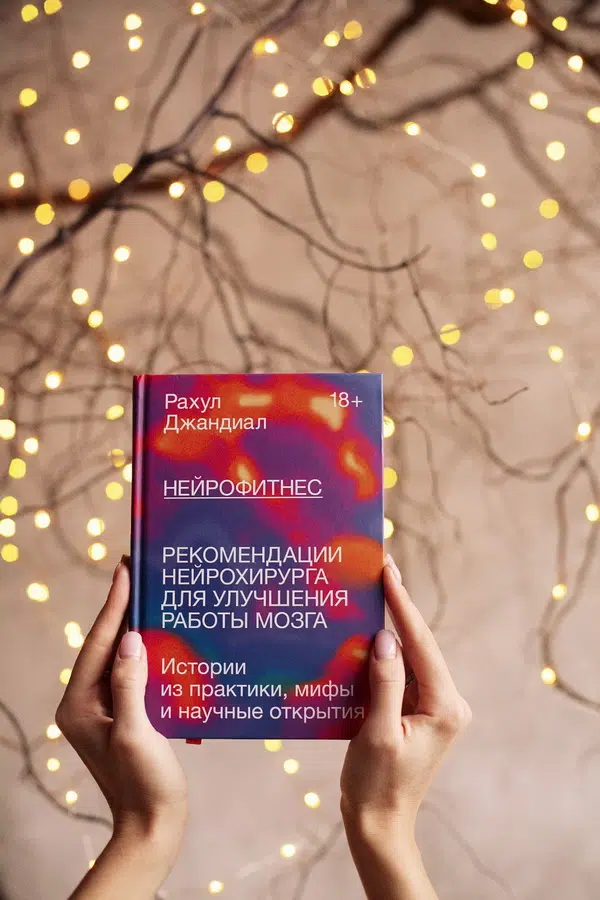 Рахул
Джандиал
18+
НЕЙРОФИТНЕС
РЕКОМЕНДАЦИИ
НЕЙРОХИРУРГА
ДЛЯ УЛУЧШЕНИЯ
РАБОТЫ МОЗГА
Истории
из практики, мифы
и научные открытия